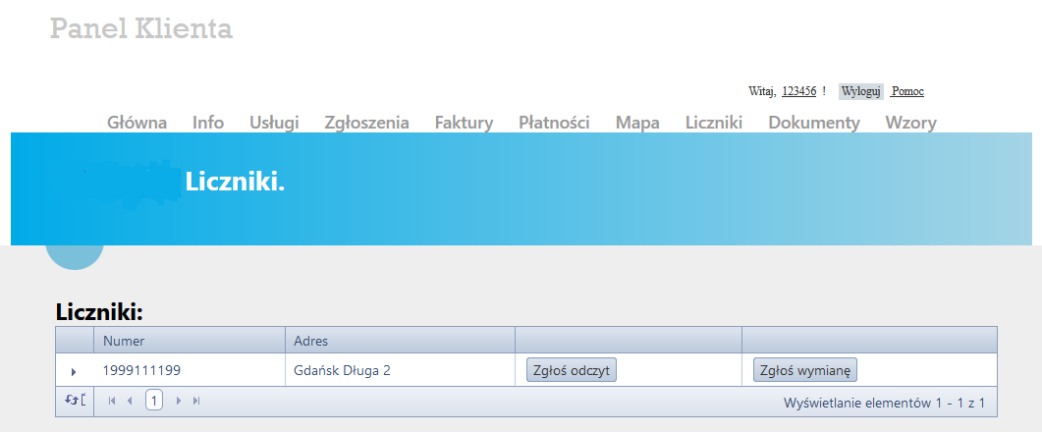 Panel Klienta
Witaj, 123456 ! Wyloguj Pomoc
Główna Info Usługi Zgłoszenia Faktury Płatności Mapa Liczniki Dokumenty Wzory
Liczniki.
Liczniki:
Numer Adres
1999111199 Gdańsk Długa 2 Zgłoś odczyt Zgłoś wymianę
1 Wyświetlanie elementów 1 - 1 z 1